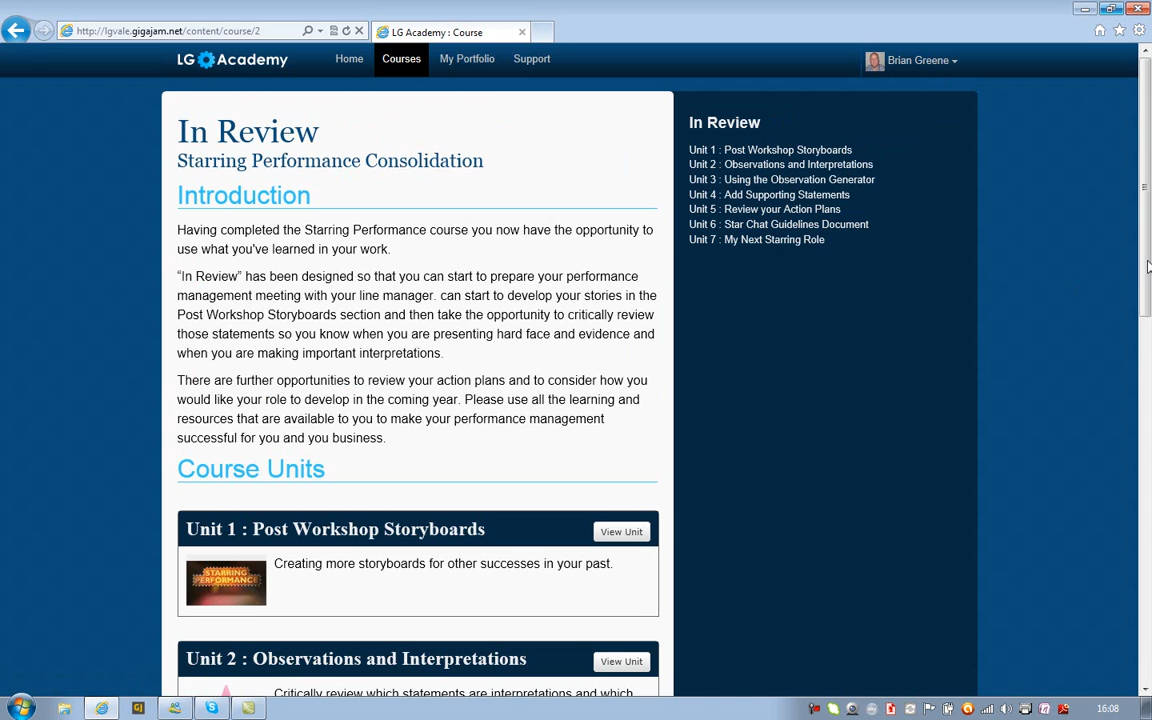 http://lgvale.gigajam.net/content/course/2
LG Academy : Course
LG Academy
Home
Courses
My Portfolio
Support
Brian Greene
In Review
Starring Performance Consolidation
Introduction
Having completed the Starring Performance course you now have the opportunity to
use what you've learned in your work.
“In Review” has been designed so that you can start to prepare your performance
management meeting with your line manager. can start to develop your stories in the
Post Workshop Storyboards section and then take the opportunity to critically review
those statements so you know when you are presenting hard face and evidence and
when you are making important interpretations.
There are further opportunities to review your action plans and to consider how you
would like your role to develop in the coming year. Please use all the learning and
resources that are available to you to make your performance management
successful for you and you business.
Course Units
Unit 1 : Post Workshop Storyboards
View Unit
STARRING
PERFORMANCE
Creating more storyboards for other successes in your past.
Unit 2 : Observations and Interpretations
View Unit
Critically review which statements are interpretations and which
In Review
Unit 1 : Post Workshop Storyboards
Unit 2 : Observations and Interpretations
Unit 3 : Using the Observation Generator
Unit 4 : Add Supporting Statements
Unit 5 : Review your Action Plans
Unit 6 : Star Chat Guidelines Document
Unit 7 : My Next Starring Role
GJ
16:08